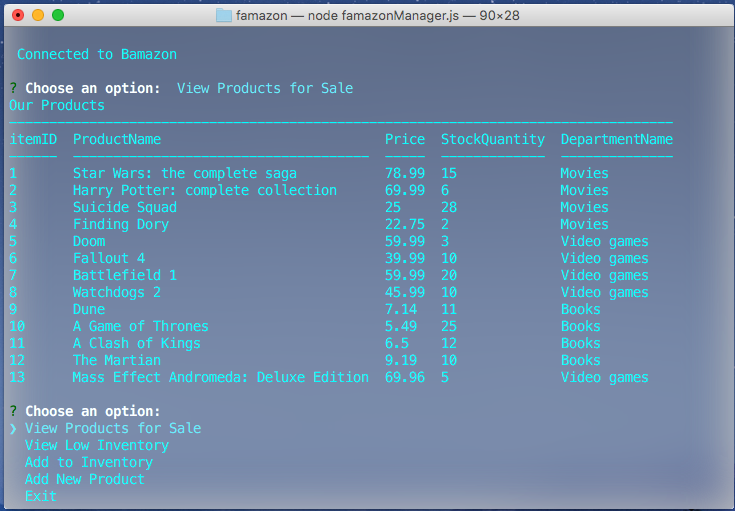 famazon — node famazonManager.js — 90×28
Connected to Bamazon
? Choose an option:  View Products for Sale
Our Products
itemID  ProductName  Price  StockQuantity  DepartmentName
1  Star Wars: the complete saga  78.99  15  Movies
2  Harry Potter: complete collection  69.99  6  Movies
3  Suicide Squad  25  28  Movies
4  Finding Dory  22.75  2  Movies
5  Doom  59.99  3  Video games
6  Fallout 4  39.99  10  Video games
7  Battlefield 1  59.99  20  Video games
8  Watchdogs 2  45.99  10  Video games
9  Dune  7.14  11  Books
10  A Game of Thrones  5.49  25  Books
11  A Clash of Kings  6.5  12  Books
12  The Martian  9.19  10  Books
13  Mass Effect Andromeda: Deluxe Edition  69.96  5  Video games
? Choose an option:
❯ View Products for Sale
View Low Inventory
Add to Inventory
Add New Product
Exit